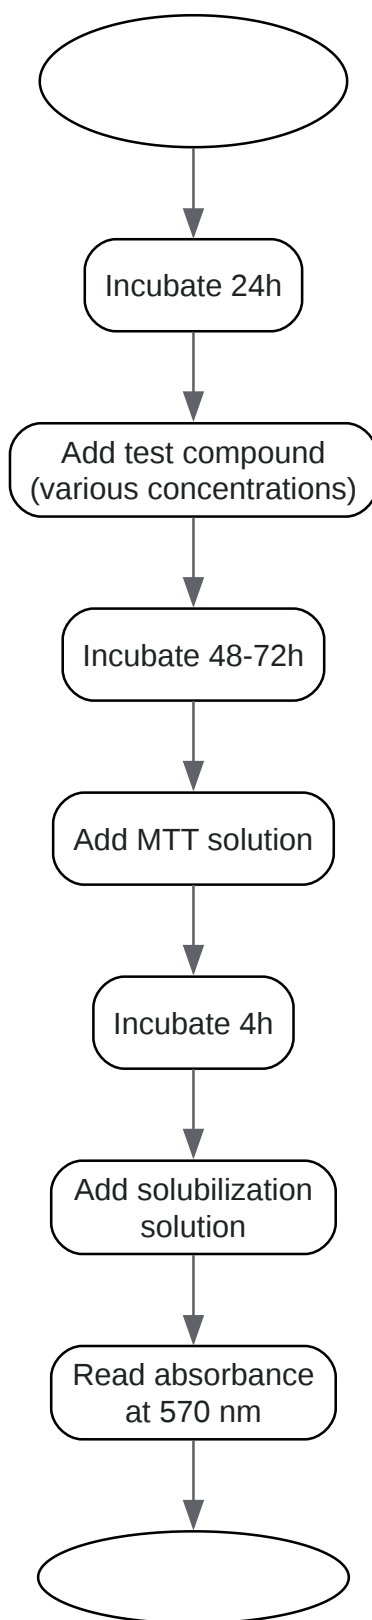 Incubate 24h
Add test compound
(various concentrations)
Incubate 48-72h
Add MTT solution
Incubate 4h
Add solubilization
solution
Read absorbance
at 570 nm